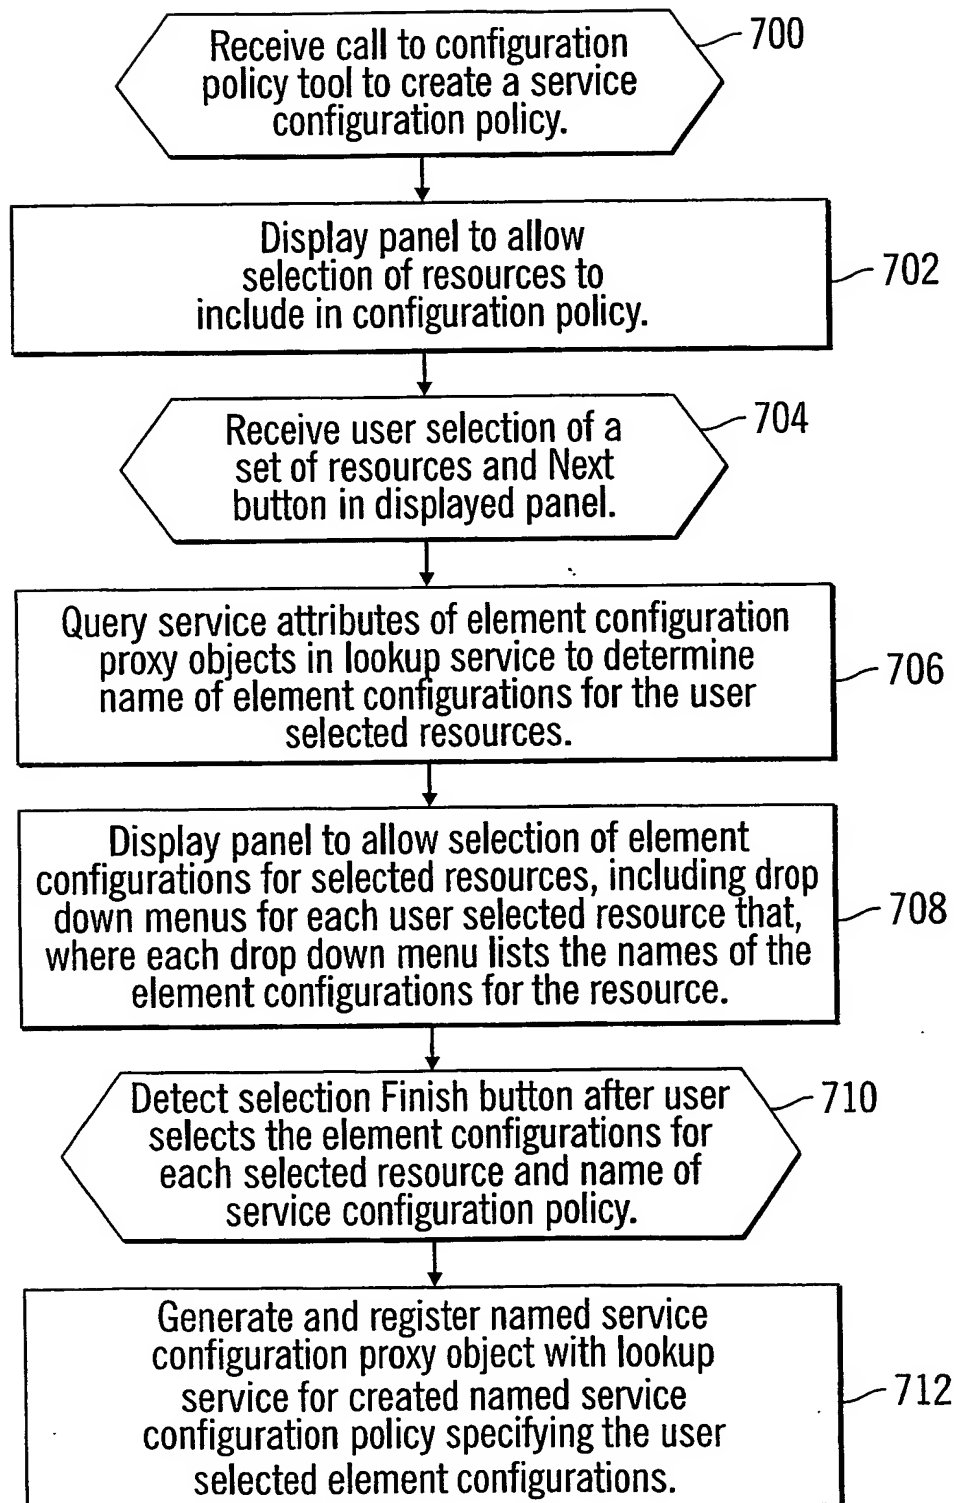 Receive call to configuration
policy tool to create a service
configuration policy.
700
Display panel to allow
selection of resources to
include in configuration policy.
702
Receive user selection of a
set of resources and Next
button in displayed panel.
704
Query service attributes of element configuration
proxy objects in lookup service to determine
name of element configurations for the user
selected resources.
706
Display panel to allow selection of element
configurations for selected resources, including drop
down menus for each user selected resource that,
where each drop down menu lists the names of the
element configurations for the resource.
708
Detect selection Finish button after user
selects the element configurations for
each selected resource and name of
service configuration policy.
710
Generate and register named service
configuration proxy object with lookup
service for created named service
configuration policy specifying the user
selected element configurations.
712